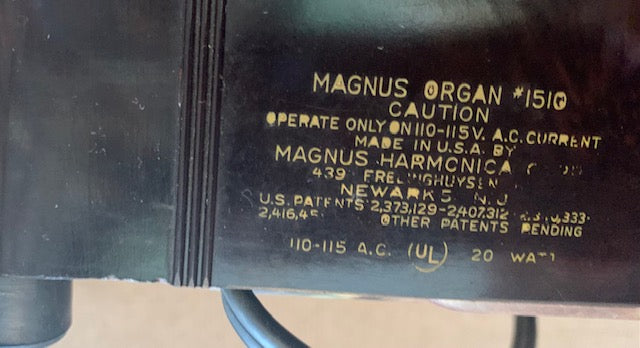 MAGNUS ORGAN #1510
CAUTION
OPERATE ONLY ON 110-115 V. A.C. CURRENT
MADE IN U.S.A. BY
MAGNUS HARMONICA
439
NEWARK 5 N.J
U.S. PATENTS 2,373,129-2,407,312
OTHER PATENTS PENDING
110-115 A.C. (UL) 20 WATT